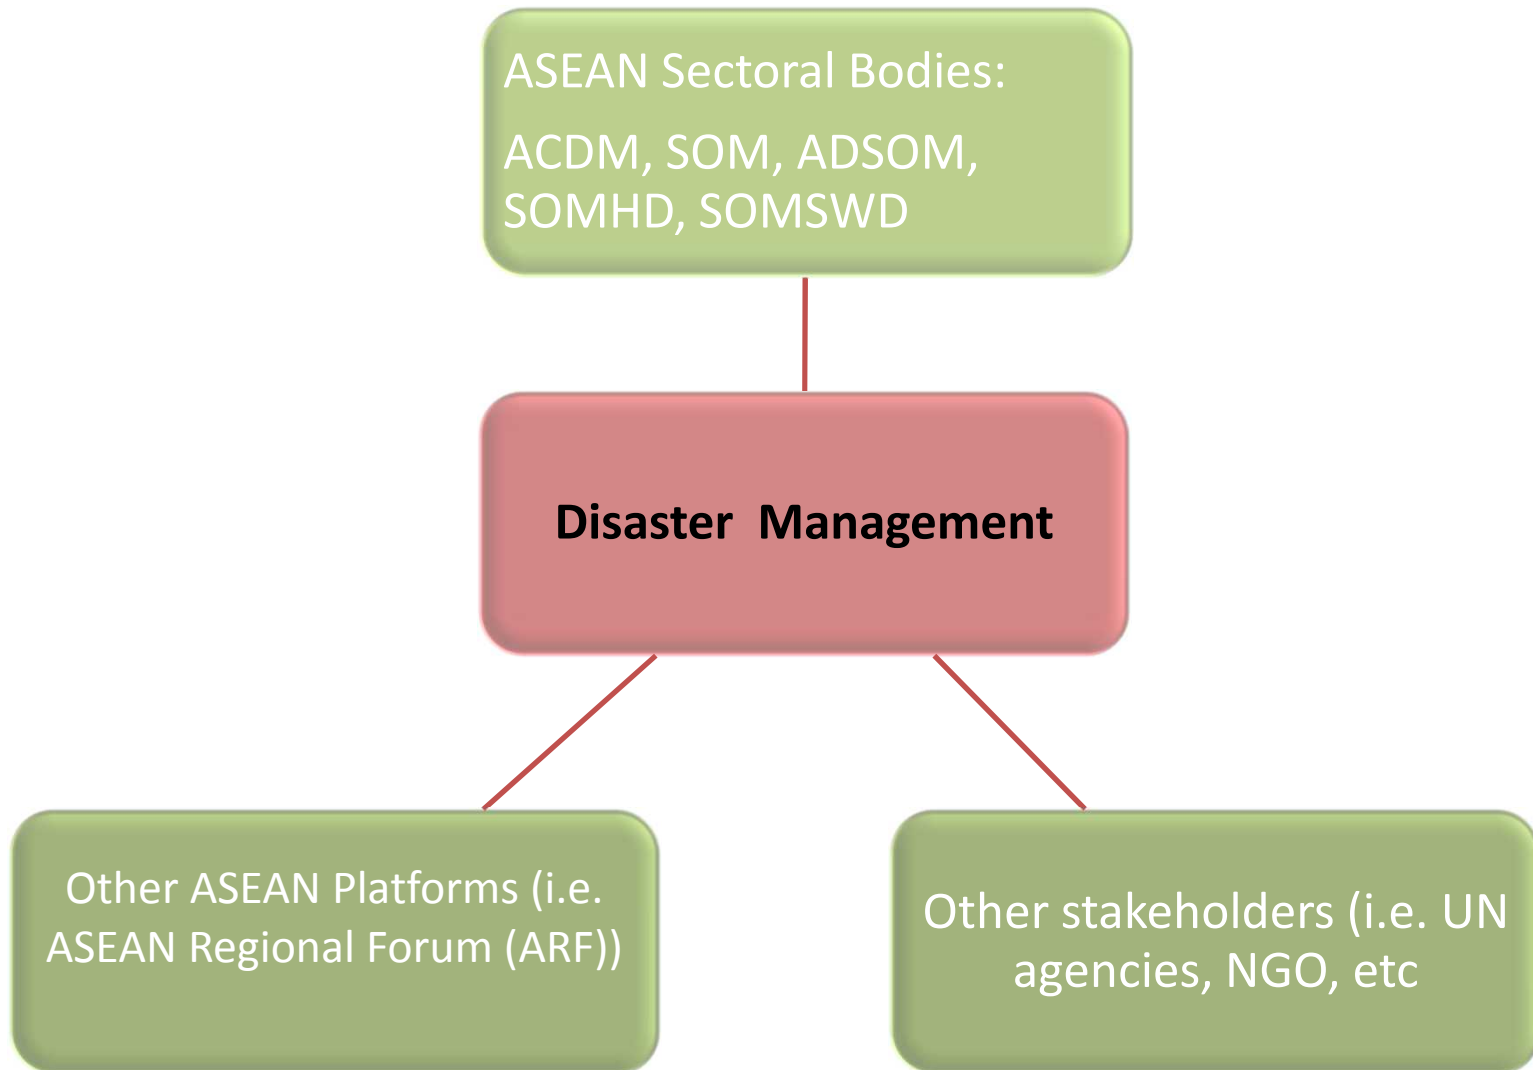 ASEAN Sectoral Bodies:
ACDM, SOM, ADSOM,
SOMHD, SOMSWD
Disaster  Management
Other ASEAN Platforms (i.e.
ASEAN Regional Forum (ARF))
Other stakeholders (i.e. UN
agencies, NGO, etc